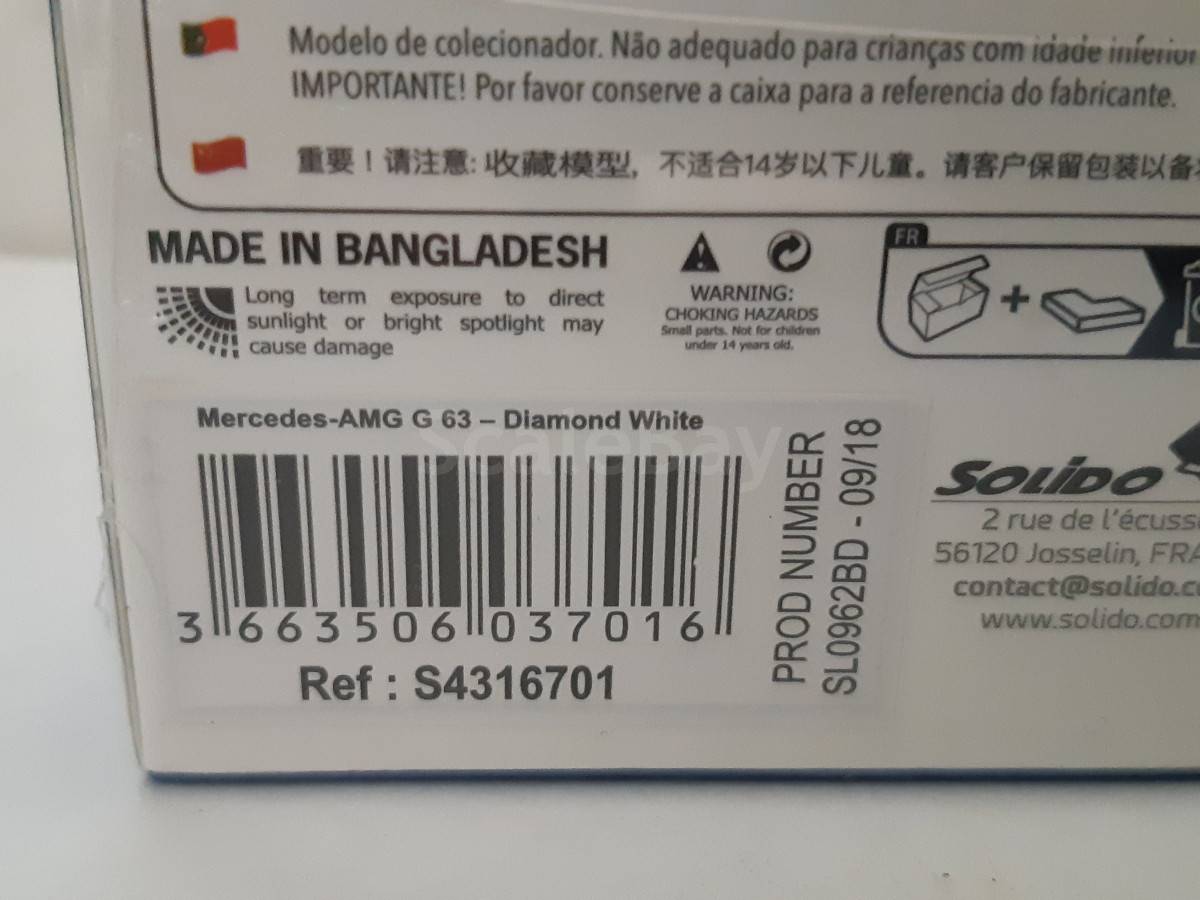 Modelo de colecionador. Não adequado para crianças com idade inferior
IMPORTANTE! Por favor conserve a caixa para a referencia do fabricante.
重要！请注意: 收藏模型，不适合14岁以下儿童。请客户保留包装以备
MADE IN BANGLADESH
Long term exposure to direct
sunlight or bright spotlight may
cause damage
WARNING:
CHOKING HAZARDS
Small parts. Not for children
under 14 years old.
FR
+
Mercedes-AMG G 63 – Diamond White
ScaleBay
3 663506 037016
Ref : S4316701
PROD NUMBER
SL0962BD - 09/18
SOLIDO
2 rue de l'écuss
56120 Josselin, FRA
contact@solido.c
www.solido.com